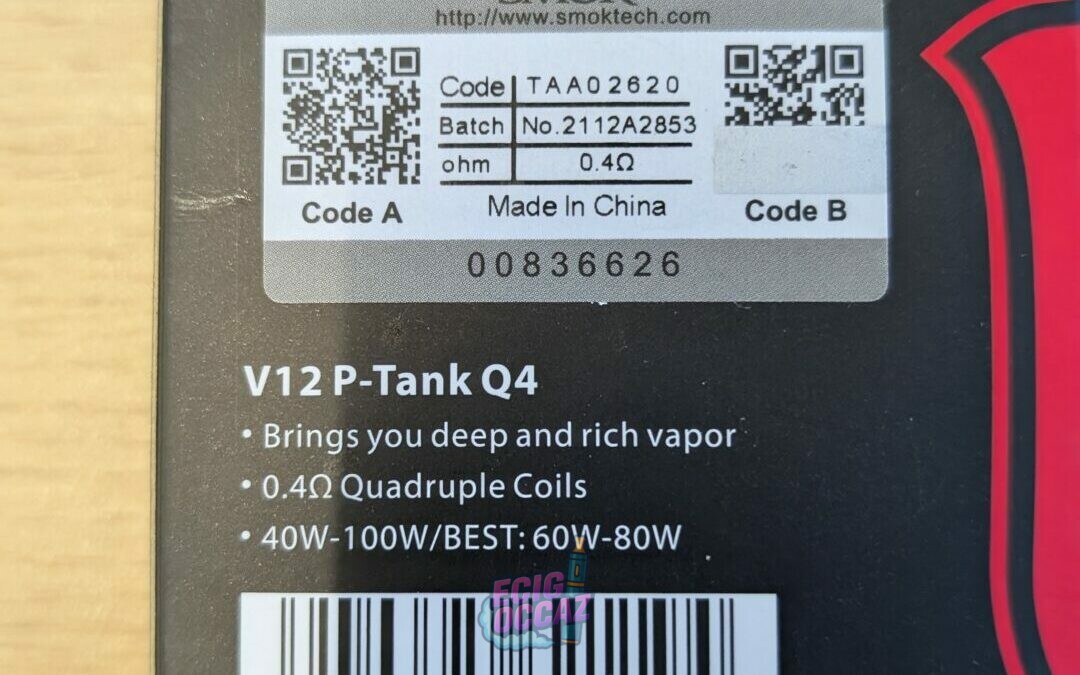 http://www.smoktech.com
Code TAA02620
Batch No.2112A2853
ohm 0.4Ω
Made In China
Code A
Code B
00836626
V12 P-Tank Q4
• Brings you deep and rich vapor
• 0.4Ω Quadruple Coils
• 40W-100W/BEST: 60W-80W
ECIG
OCCAZ